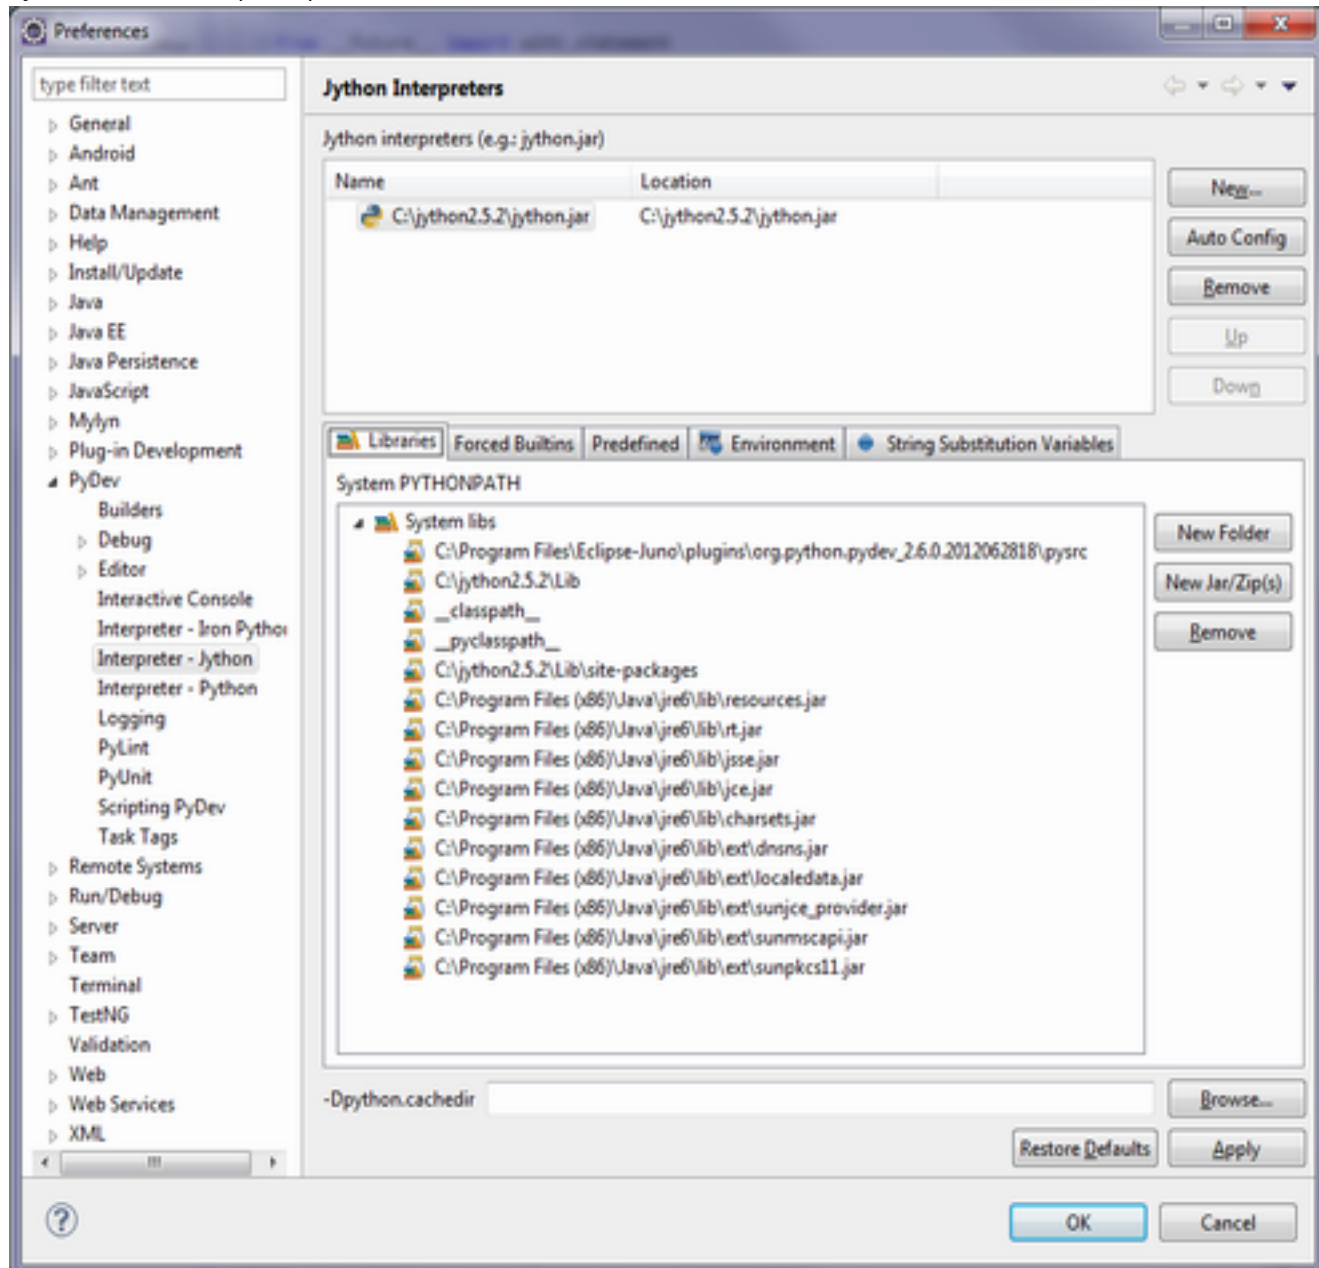 Preferences
type filter text
General
Android
Ant
Data Management
Help
Install/Update
Java
Java EE
Java Persistence
JavaScript
Mylyn
Plug-in Development
PyDev
Builders
Debug
Editor
Interactive Console
Interpreter - Iron Python
Interpreter - Jython
Interpreter - Python
Logging
PyLint
PyUnit
Scripting PyDev
Task Tags
Remote Systems
Run/Debug
Server
Team
Terminal
TestNG
Validation
Web
Web Services
XML
Jython Interpreters
Jython interpreters (e.g.: jython.jar)
Name Location
C:\jython2.5.2\jython.jar C:\jython2.5.2\jython.jar
New...
Auto Config
Remove
Up
Down
Libraries Forced Builtins Predefined Environment String Substitution Variables
System PYTHONPATH
System libs
C:\Program Files\Eclipse-Juno\plugins\org.python.pydev_2.6.0.2012062818\pysrc
C:\jython2.5.2\Lib
__classpath__
__pyclasspath__
C:\jython2.5.2\Lib\site-packages
C:\Program Files (x86)\Java\jre6\lib\resources.jar
C:\Program Files (x86)\Java\jre6\lib\rt.jar
C:\Program Files (x86)\Java\jre6\lib\jsse.jar
C:\Program Files (x86)\Java\jre6\lib\jce.jar
C:\Program Files (x86)\Java\jre6\lib\charsets.jar
C:\Program Files (x86)\Java\jre6\lib\ext\dnsns.jar
C:\Program Files (x86)\Java\jre6\lib\ext\localedata.jar
C:\Program Files (x86)\Java\jre6\lib\ext\sunjce_provider.jar
C:\Program Files (x86)\Java\jre6\lib\ext\sunmscapi.jar
C:\Program Files (x86)\Java\jre6\lib\ext\sunpkcs11.jar
New Folder
New Jar/Zip(s)
Remove
-Dpython.cachedir
Browse...
Restore Defaults
Apply
OK
Cancel